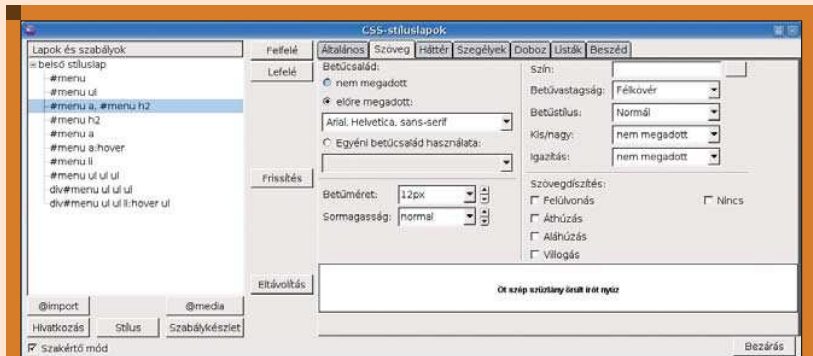 CSS-stíluslapok
Lapok és szabályok
belső stíluslap
#menu
#menu ul
#menu a, #menu h2
#menu h2
#menu a
#menu a:hover
#menu li
#menu ul ul ul
div#menu ul ul ul
div#menu ul ul li:hover ul
@import
@media
Hivatkozás
Stílus
Szabálykészlet
Szakértő mód
Felfelé
Lefelé
Frissítés
Eltávolítás
Általános
Szöveg
Háttér
Szegélyek
Doboz
Listák
Beszéd
Betűcsalád:
nem megadott
előre megadott:
Arial, Helvetica, sans-serif
Egyéni betűcsalád használata:
Betűméret: 12px
Sormagasság: normal
Szín:
Betűvastagság: Félkövér
Betűstílus: Normál
Kis/nagy: nem megadott
Igazítás: nem megadott
Szövegdíszítés:
Felülvonás
Nincs
Áthúzás
Aláhúzás
Villogás
Öt szép szűzlány őrült írót nyúz
Bezárás